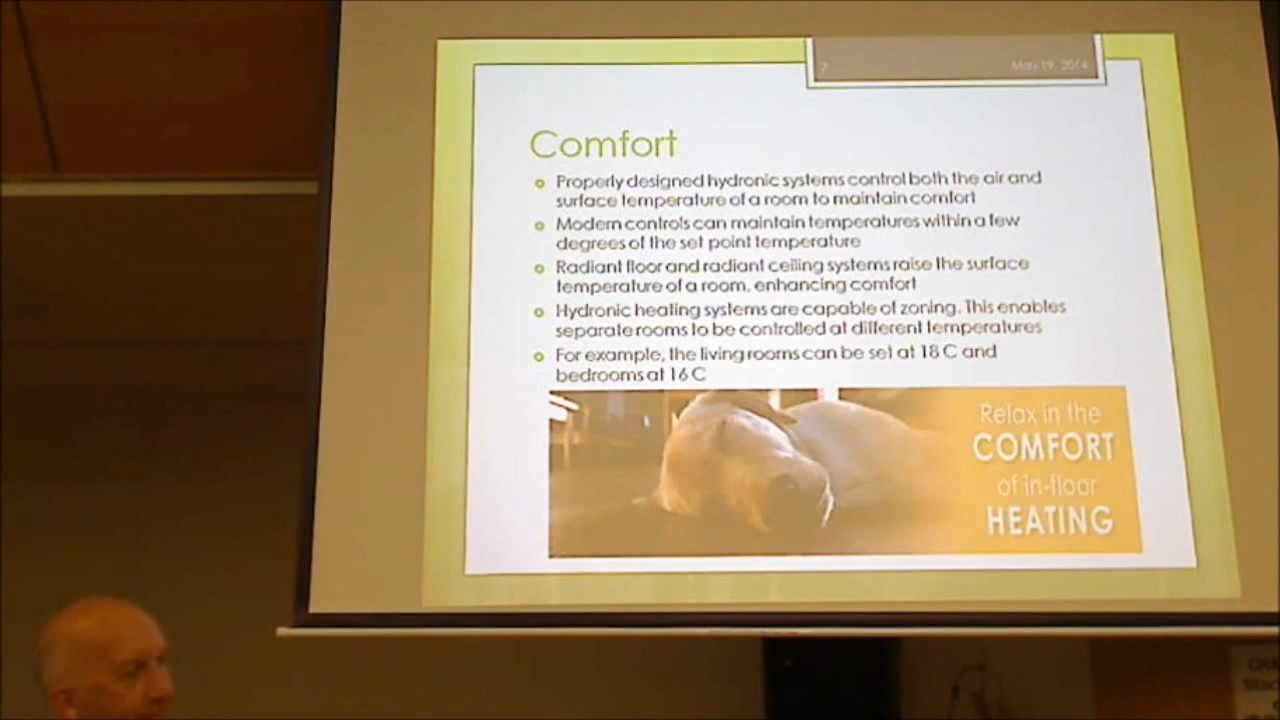 7
May 19, 2014
Comfort
Properly designed hydronic systems control both the air and
surface temperature of a room to maintain comfort
Modern controls can maintain temperatures within a few
degrees of the set point temperature
Radiant floor and radiant ceiling systems raise the surface
temperature of a room, enhancing comfort
Hydronic heating systems are capable of zoning. This enables
separate rooms to be controlled at different temperatures
For example, the living rooms can be set at 18 C and
bedrooms at 16 C
Relax in the
COMFORT
of in-floor
HEATING